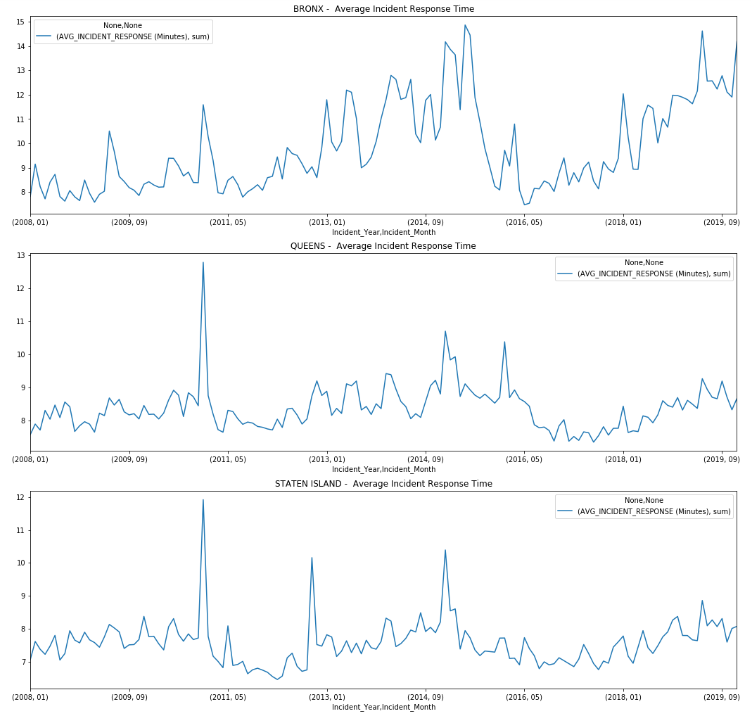 BRONX -  Average Incident Response Time
None,None
(AVG_INCIDENT_RESPONSE (Minutes), sum)
15
14
13
12
11
10
9
8
(2008, 01) (2009, 09) (2011, 05) (2013, 01) (2014, 09) (2016, 05) (2018, 01) (2019, 09)
Incident_Year,Incident_Month
QUEENS -  Average Incident Response Time
None,None
(AVG_INCIDENT_RESPONSE (Minutes), sum)
13
12
11
10
9
8
(2008, 01) (2009, 09) (2011, 05) (2013, 01) (2014, 09) (2016, 05) (2018, 01) (2019, 09)
Incident_Year,Incident_Month
STATEN ISLAND -  Average Incident Response Time
None,None
(AVG_INCIDENT_RESPONSE (Minutes), sum)
12
11
10
9
8
7
(2008, 01) (2009, 09) (2011, 05) (2013, 01) (2014, 09) (2016, 05) (2018, 01) (2019, 09)
Incident_Year,Incident_Month